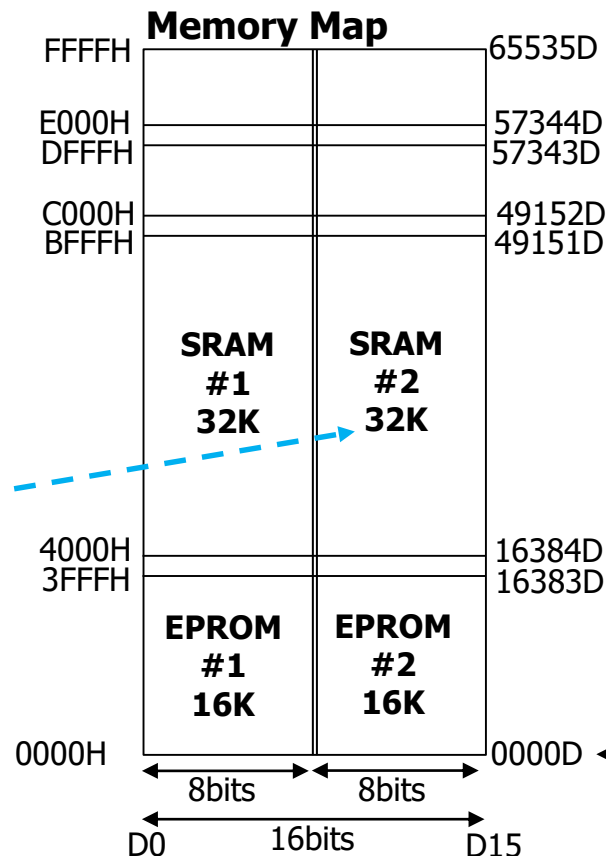 Memory Map
FFFFH 65535D
E000H 57344D
DFFFH 57343D
C000H 49152D
BFFFH 49151D
SRAM SRAM
#1 #2
32K 32K
4000H 16384D
3FFFH 16383D
EPROM EPROM
#1 #2
16K 16K
0000H 0000D
8bits 8bits
D0 16bits D15